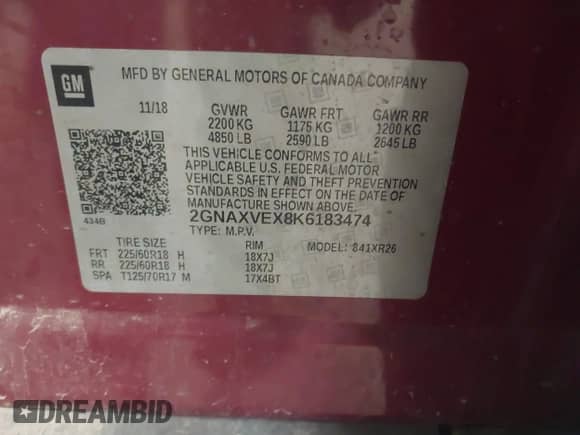 GM
MFD BY GENERAL MOTORS OF CANADA COMPANY
11/18 GVWR GAWR FRT GAWR RR
2200 KG 1175 KG 1200 KG
4850 LB 2590 LB 2645 LB
THIS VEHICLE CONFORMS TO ALL
APPLICABLE U.S. FEDERAL MOTOR
VEHICLE SAFETY AND THEFT PREVENTION
STANDARDS IN EFFECT ON THE DATE OF
MANUFACTURE SHOWN ABOVE.
434B
2GNAXVEX8K6183474
TYPE: M.P.V.
TIRE SIZE RIM MODEL: 841XR26
FRT 225/60R18 H 18X7J
RR 225/60R18 H 18X7J
SPA T125/70R17 M 17X4BT
DREAMBID